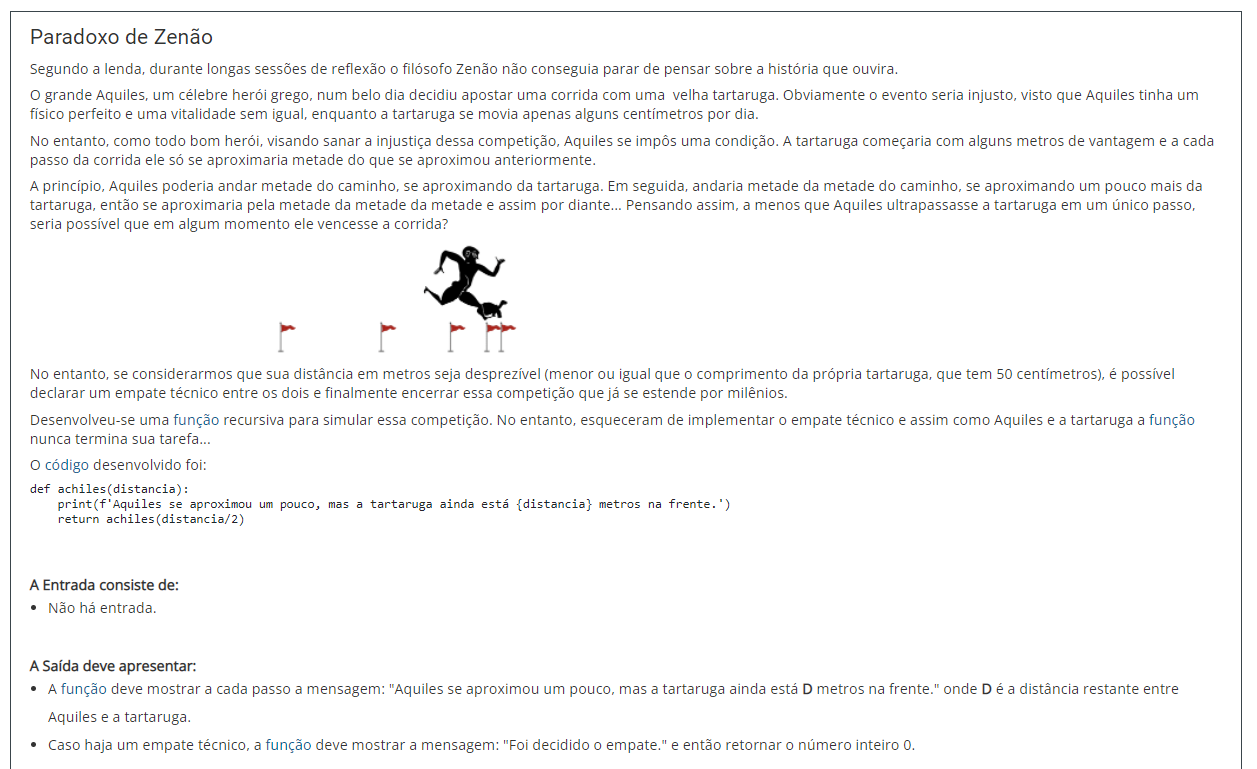 Paradoxo de Zenão
Segundo a lenda, durante longas sessões de reflexão o filósofo Zenão não conseguia parar de pensar sobre a história que ouvira.
O grande Aquiles, um célebre herói grego, num belo dia decidiu apostar uma corrida com uma  velha tartaruga. Obviamente o evento seria injusto, visto que Aquiles tinha um
físico perfeito e uma vitalidade sem igual, enquanto a tartaruga se movia apenas alguns centímetros por dia.
No entanto, como todo bom herói, visando sanar a injustiça dessa competição, Aquiles se impôs uma condição. A tartaruga começaria com alguns metros de vantagem e a cada
passo da corrida ele só se aproximaria metade do que se aproximou anteriormente.
A princípio, Aquiles poderia andar metade do caminho, se aproximando da tartaruga. Em seguida, andaria metade da metade do caminho, se aproximando um pouco mais da
tartaruga, então se aproximaria pela metade da metade da metade e assim por diante... Pensando assim, a menos que Aquiles ultrapassasse a tartaruga em um único passo,
seria possível que em algum momento ele vencesse a corrida?
No entanto, se considerarmos que sua distância em metros seja desprezível (menor ou igual que o comprimento da própria tartaruga, que tem 50 centímetros), é possível
declarar um empate técnico entre os dois e finalmente encerrar essa competição que já se estende por milênios.
Desenvolveu-se uma função recursiva para simular essa competição. No entanto, esqueceram de implementar o empate técnico e assim como Aquiles e a tartaruga a função
nunca termina sua tarefa...
O código desenvolvido foi:
def achiles(distancia):
    print(f'Aquiles se aproximou um pouco, mas a tartaruga ainda está {distancia} metros na frente.')
    return achiles(distancia/2)
A Entrada consiste de:
• Não há entrada.
A Saída deve apresentar:
• A função deve mostrar a cada passo a mensagem: "Aquiles se aproximou um pouco, mas a tartaruga ainda está D metros na frente." onde D é a distância restante entre
Aquiles e a tartaruga.
• Caso haja um empate técnico, a função deve mostrar a mensagem: "Foi decidido o empate." e então retornar o número inteiro 0.